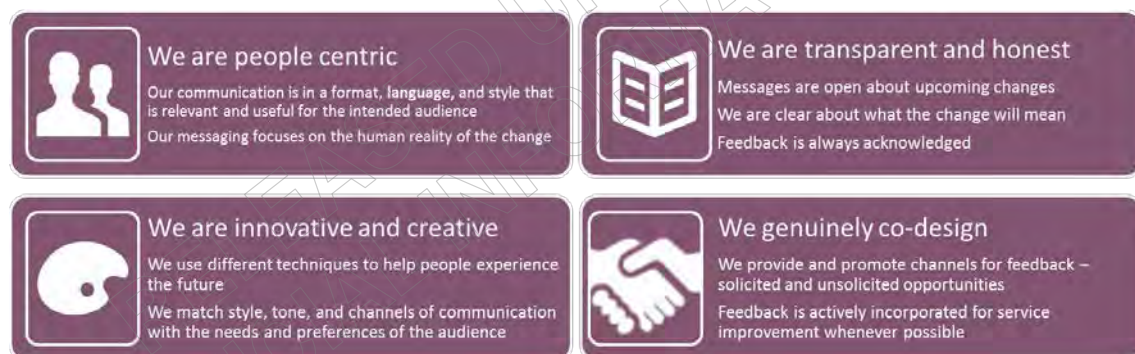 We are people centric
Our communication is in a format, language, and style that
is relevant and useful for the intended audience
Our messaging focuses on the human reality of the change
We are transparent and honest
Messages are open about upcoming changes
We are clear about what the change will mean
Feedback is always acknowledged
We are innovative and creative
We use different techniques to help people experience
the future
We match style, tone, and channels of communication
with the needs and preferences of the audience
We genuinely co-design
We provide and promote channels for feedback –
solicited and unsolicited opportunities
Feedback is actively incorporated for service
improvement whenever possible